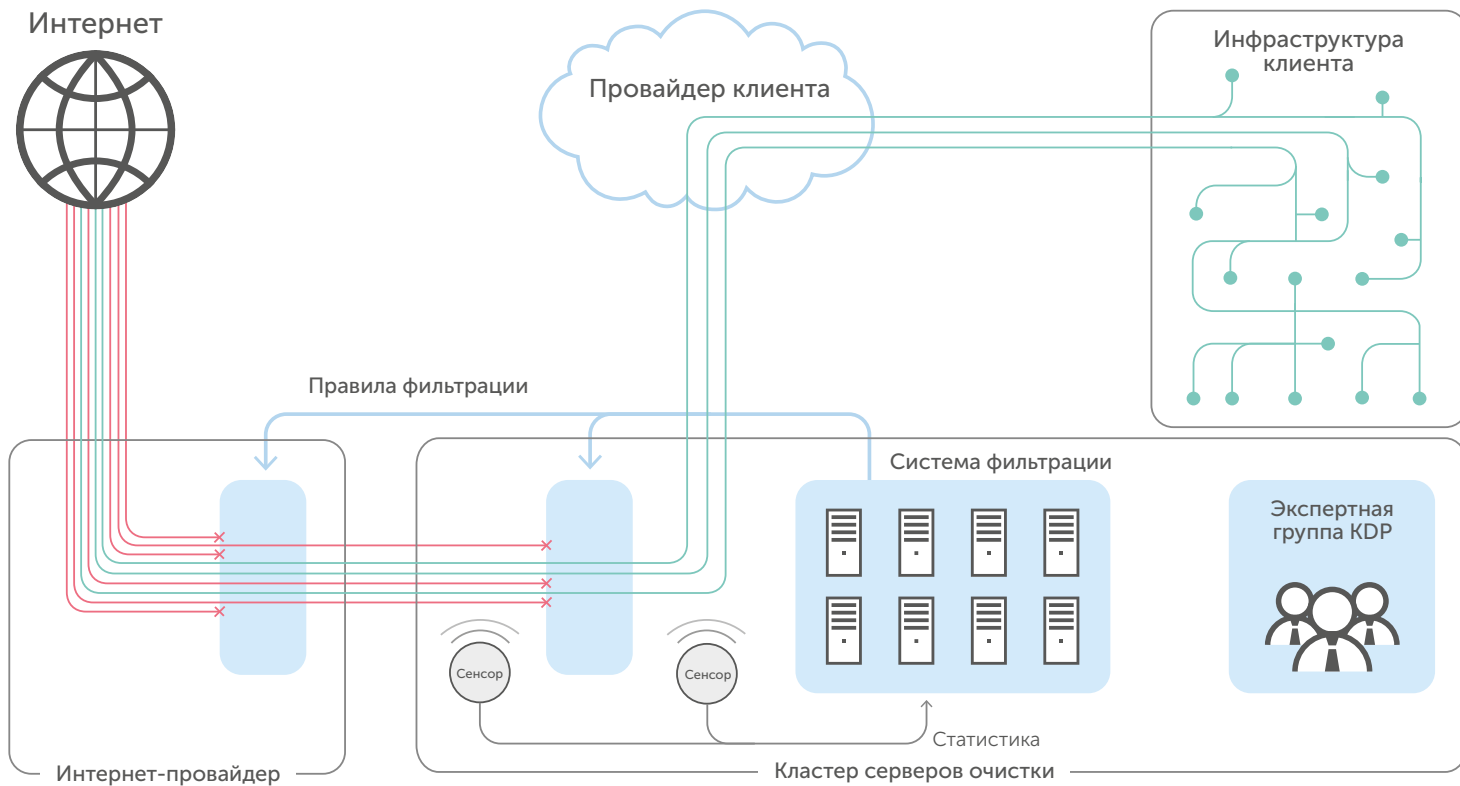 Интернет
Провайдер клиента
Инфраструктура
клиента
Правила фильтрации
Система фильтрации
Экспертная
группа KDP
Сенсор
Сенсор
Статистика
Интернет-провайдер
Кластер серверов очистки